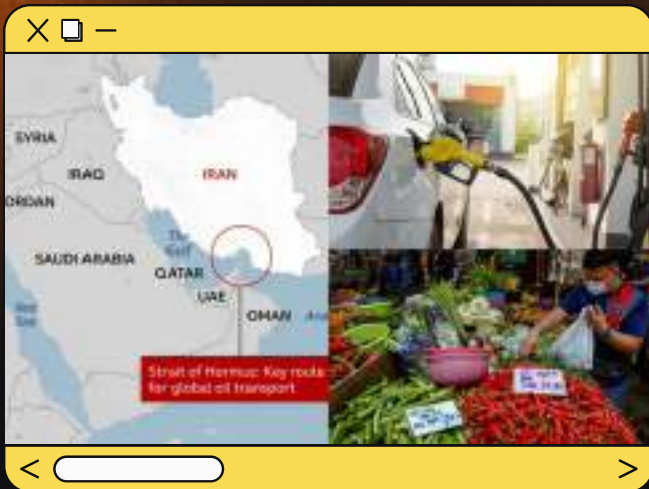 SYRIA
IRAQ
IRAN
JORDAN
The
Gulf
SAUDI ARABIA
QATAR
UAE
OMAN
Red
Sea
Strait of Hormuz: Key route
for global oil transport